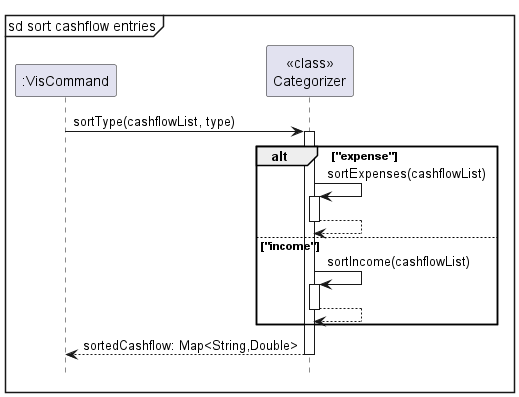 sd sort cashflow entries
:VisCommand
«class»
Categorizer
sortType(cashflowList, type)
alt
["expense"]
sortExpenses(cashflowList)
["income"]
sortIncome(cashflowList)
sortedCashflow: Map<String,Double>